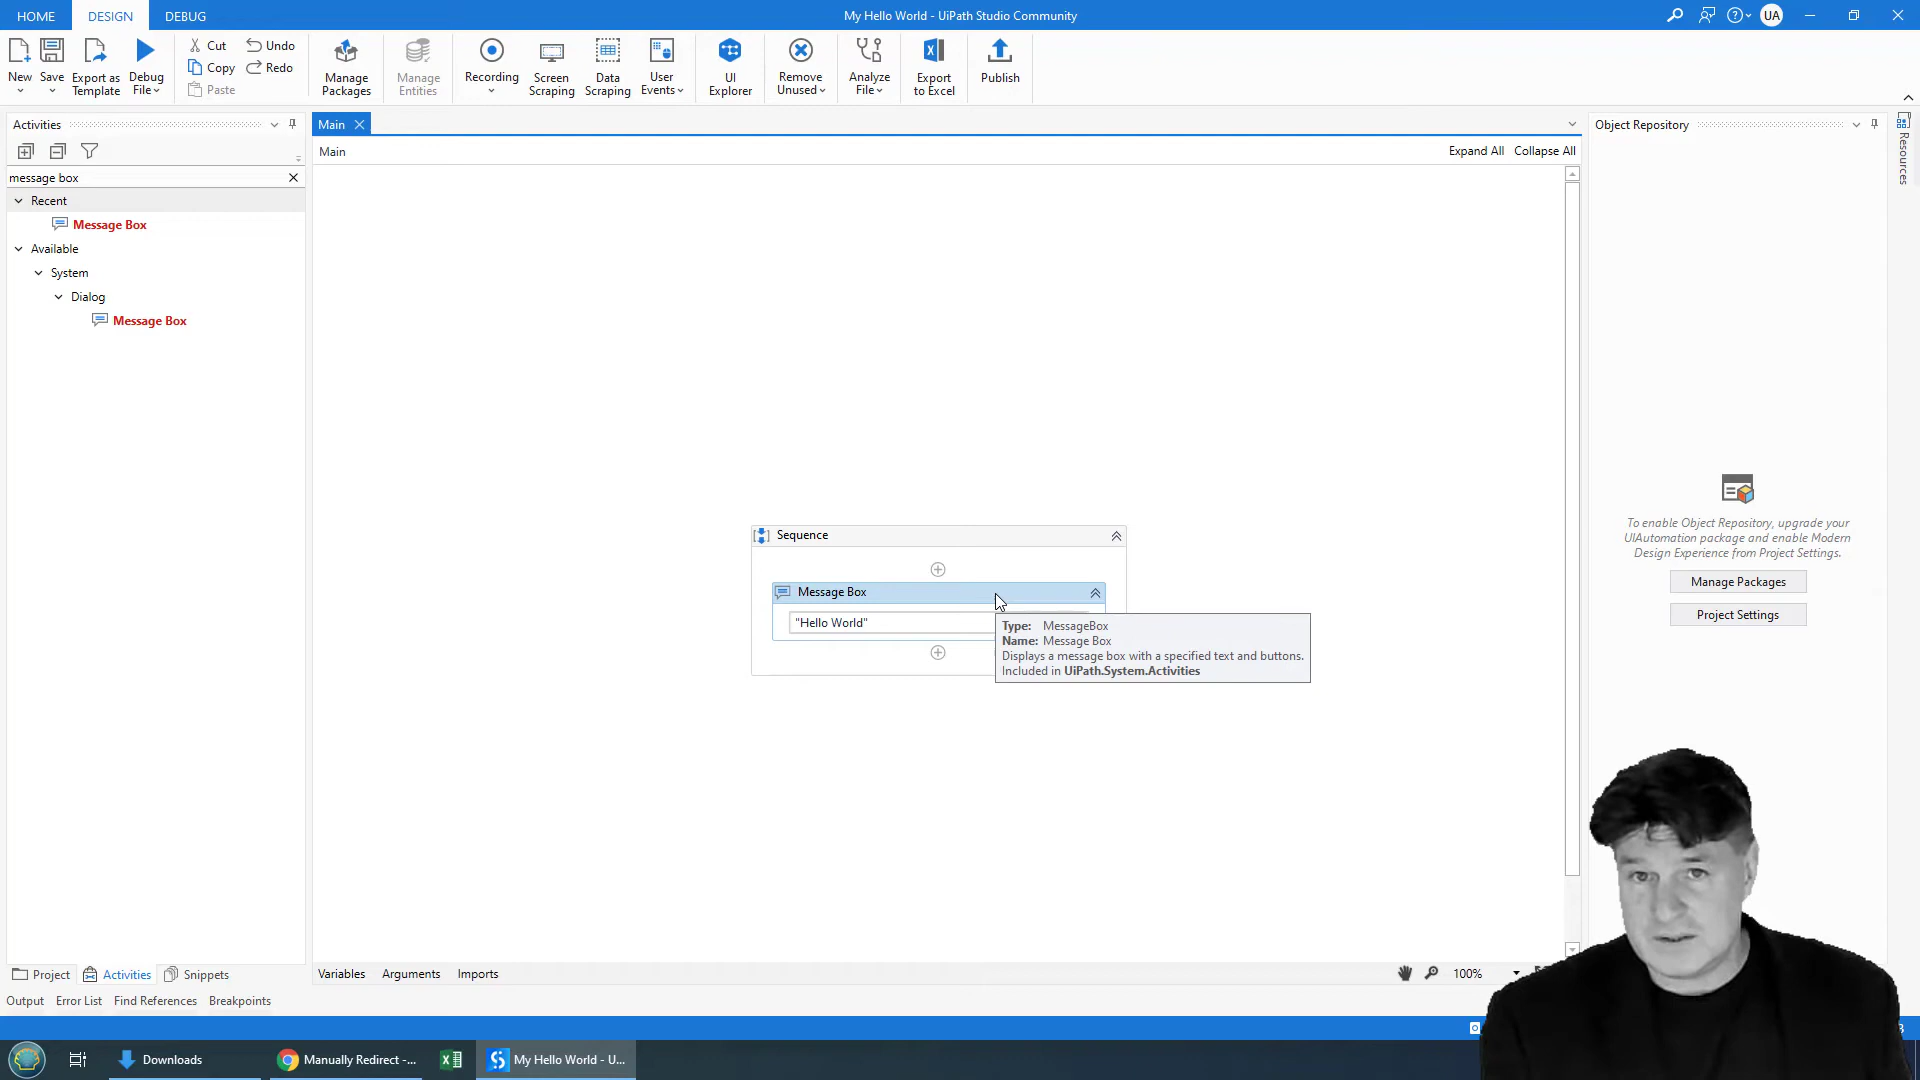 HOME DESIGN DEBUG
My Hello World - UiPath Studio Community
UA
New
Save
Export as Template
Debug File
Cut
Copy
Paste
Undo
Redo
Manage Packages
Manage Entities
Recording
Screen Scraping
Data Scraping
User Events
UI Explorer
Remove Unused
Analyze File
Export to Excel
Publish
Activities
message box
Recent
Message Box
Available
System
Dialog
Message Box
Main
Main
Expand All Collapse All
Sequence
Message Box
"Hello World"
Type: MessageBox
Name: Message Box
Displays a message box with a specified text and buttons.
Included in UiPath.System.Activities
Object Repository
Resources
To enable Object Repository, upgrade your
UIAutomation package and enable Modern
Design Experience from Project Settings.
Manage Packages
Project Settings
Project Activities Snippets
Variables Arguments Imports
100%
Output Error List Find References Breakpoints
Downloads
Manually Redirect -...
My Hello World - U...